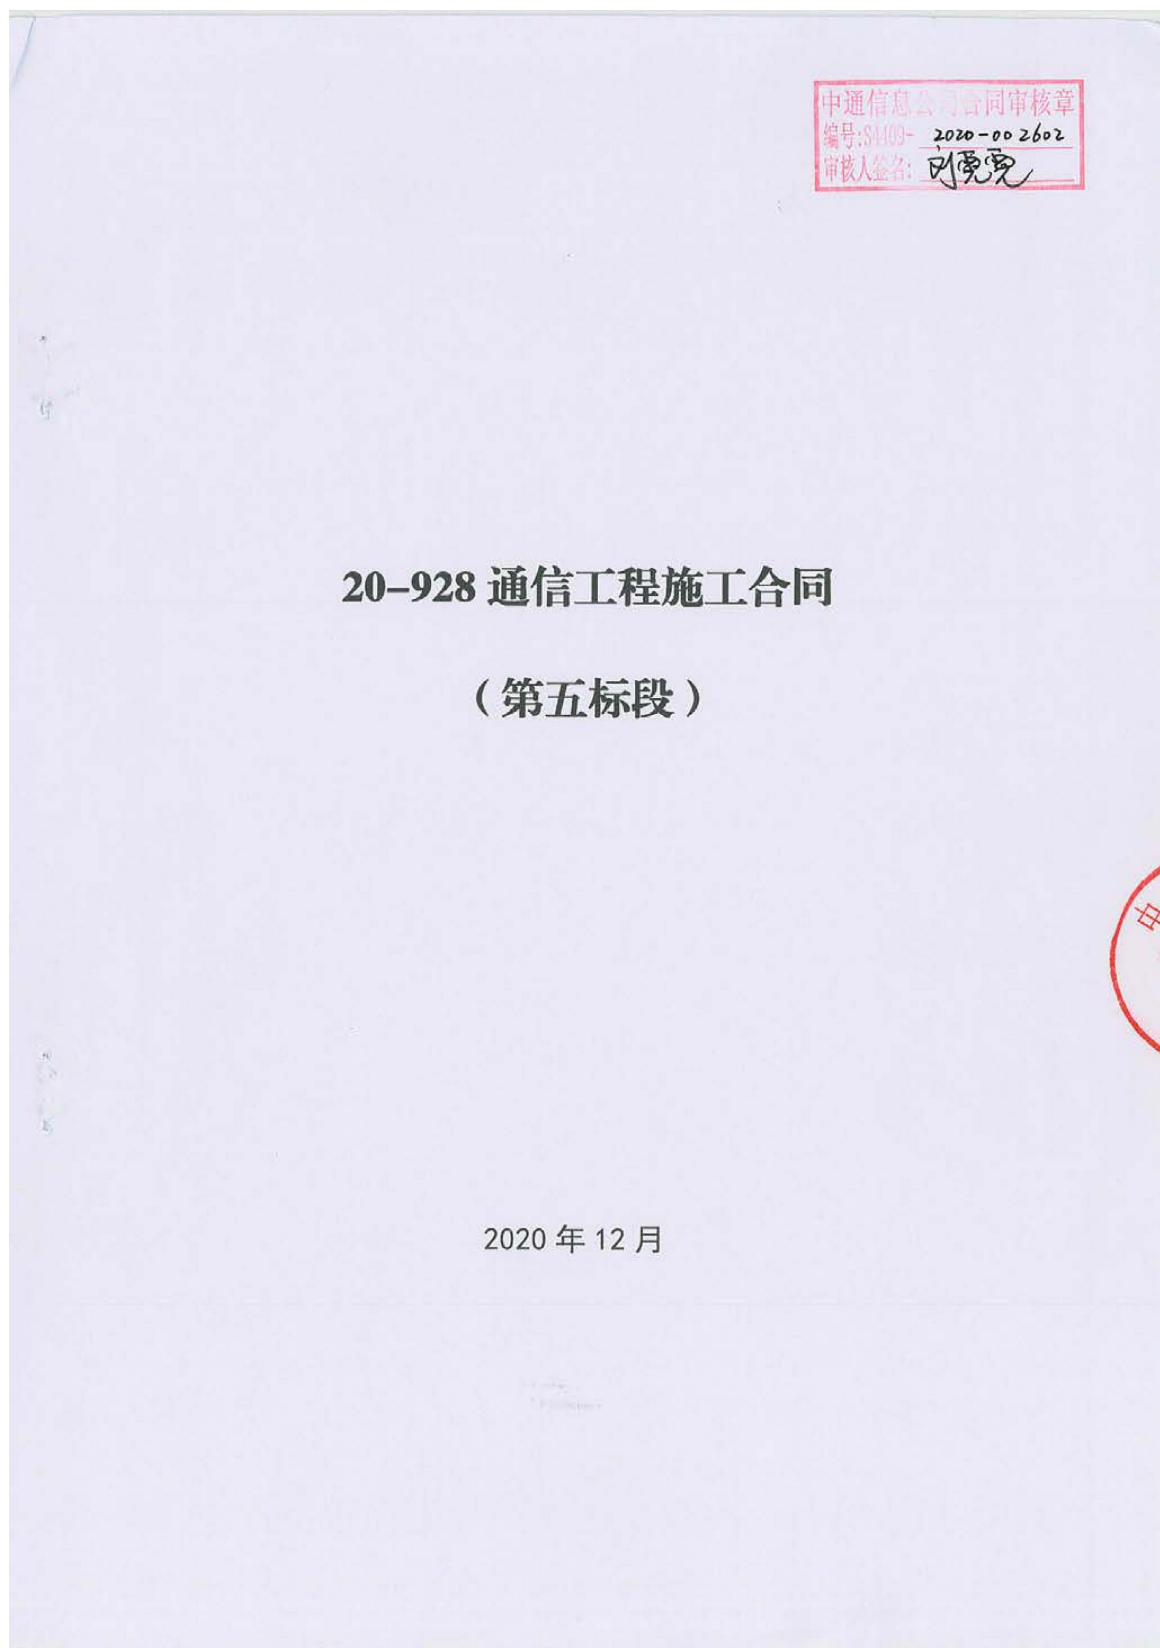 中通信息公司合同审核章
编号:S4409- 2020-002602
审核人签名:
20-928 通信工程施工合同
（第五标段）
中
2020 年 12 月